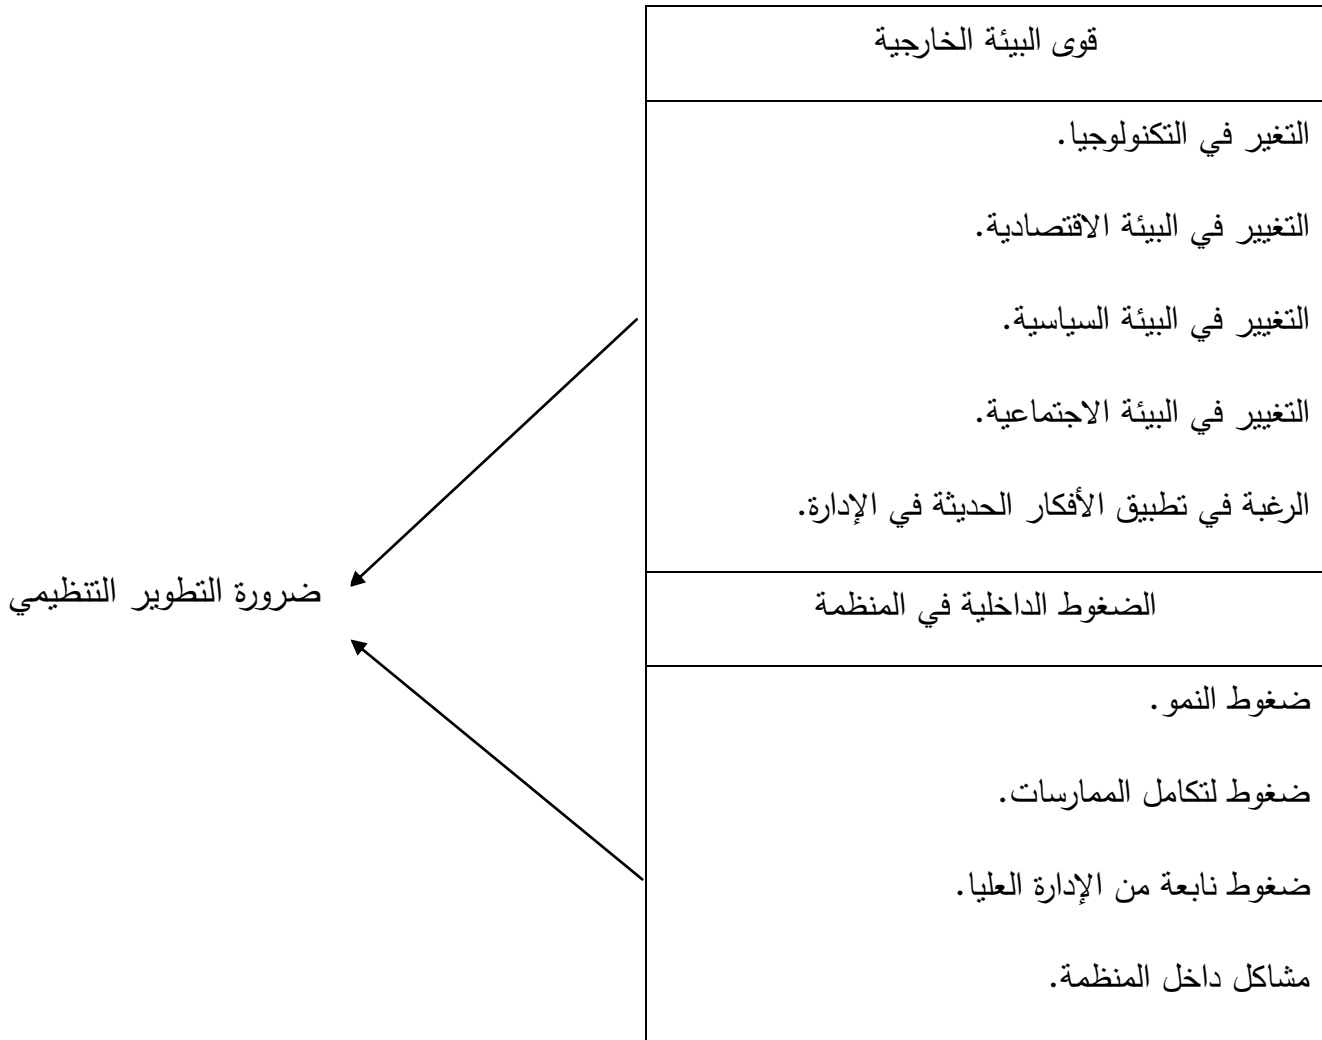 قوى البيئة الخارجية
التغير في التكنولوجيا.
التغيير في البيئة الاقتصادية.
التغيير في البيئة السياسية.
التغيير في البيئة الاجتماعية.
الرغبة في تطبيق الأفكار الحديثة في الإدارة.
الضغوط الداخلية في المنظمة
ضغوط النمو.
ضغوط لتكامل الممارسات.
ضغوط نابعة من الإدارة العليا.
مشاكل داخل المنظمة.
ضرورة التطوير التنظيمي